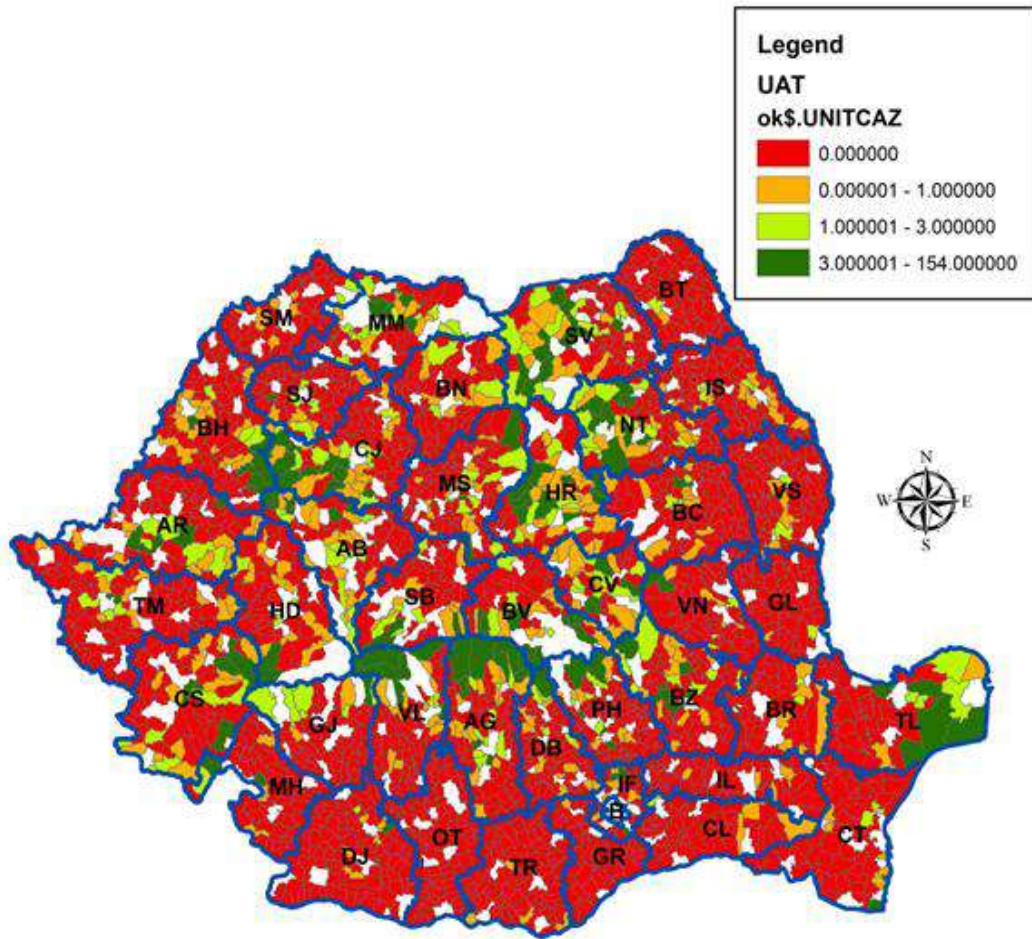 Legend
UAT
ok$.UNITCAZ
0.000000
0.000001 - 1.000000
1.000001 - 3.000000
3.000001 - 154.000000
BT
SM
MM
SV
SJ
BN
IS
BH
CJ
NT
N
W E
S
MS
HR
VS
AR
AB
BC
TM
HD
SB
BV
CV
VN
GL
CS
GJ
VL
AG
DB
PH
BZ
BR
TL
MH
IF
IL
B
DJ
OT
TR
GR
CL
CT